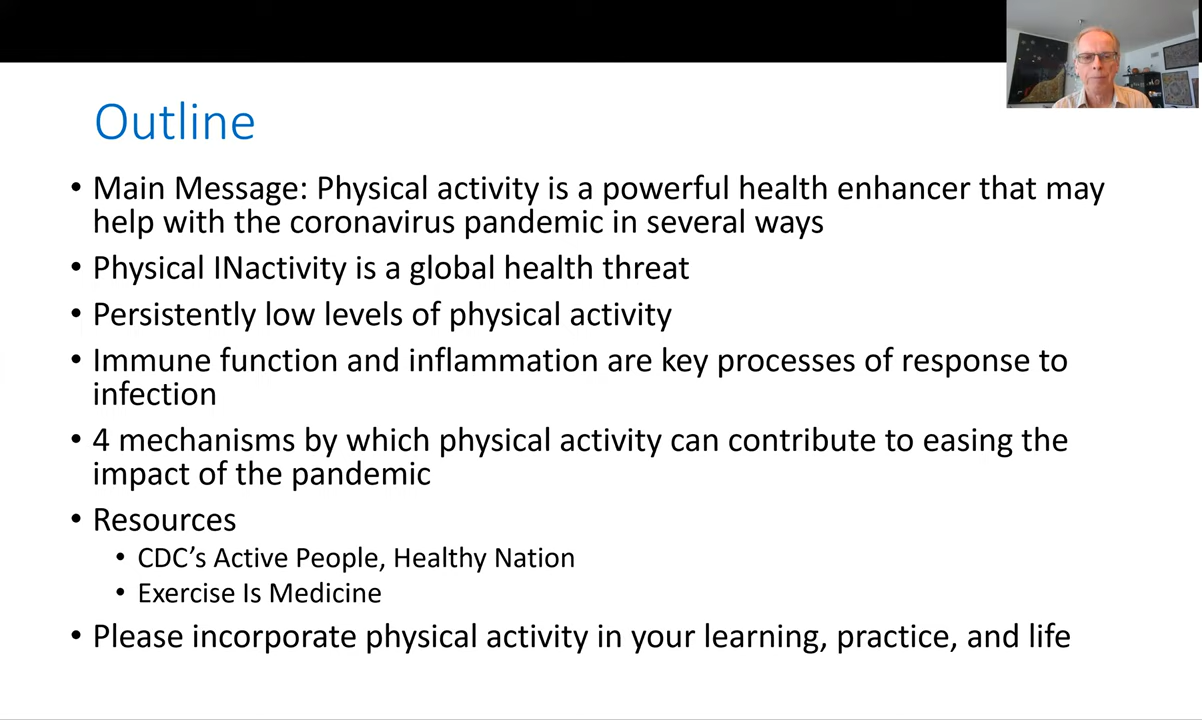 Outline
• Main Message: Physical activity is a powerful health enhancer that may
help with the coronavirus pandemic in several ways
• Physical INactivity is a global health threat
• Persistently low levels of physical activity
• Immune function and inflammation are key processes of response to
infection
• 4 mechanisms by which physical activity can contribute to easing the
impact of the pandemic
• Resources
• CDC’s Active People, Healthy Nation
• Exercise Is Medicine
• Please incorporate physical activity in your learning, practice, and life